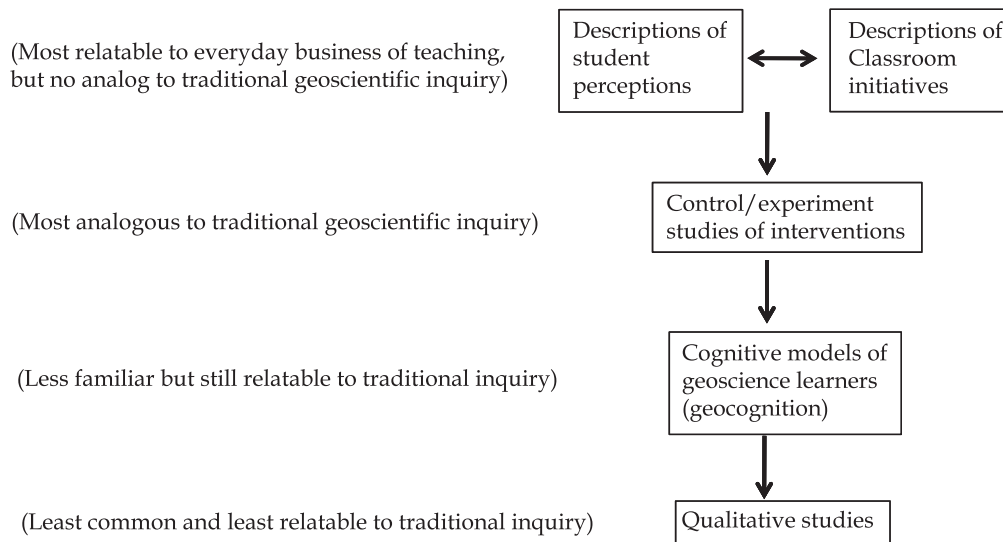 (Most relatable to everyday business of teaching,
but no analog to traditional geoscientific inquiry)
Descriptions of
student
perceptions
Descriptions of
Classroom
initiatives
(Most analogous to traditional geoscientific inquiry)
Control/experiment
studies of interventions
(Less familiar but still relatable to traditional inquiry)
Cognitive models of
geoscience learners
(geocognition)
(Least common and least relatable to traditional inquiry)
Qualitative studies